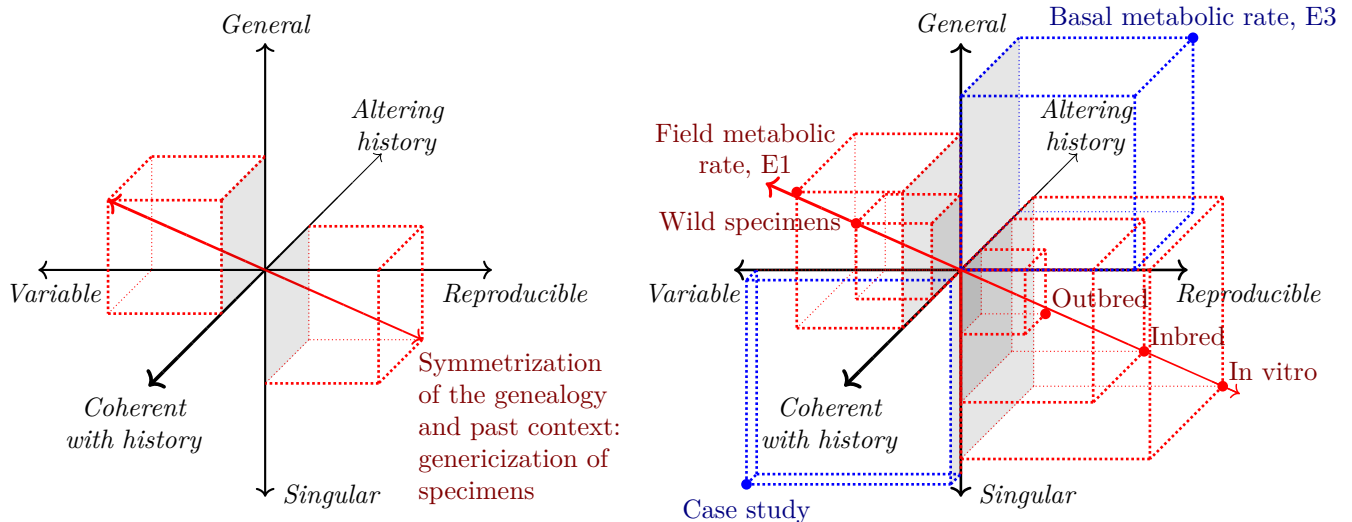 General
Altering
history
Variable
Reproducible
Coherent
with history
Singular
Symmetrization
of the genealogy
and past context:
genericization of
specimens
Basal metabolic rate, E3
General
Altering
history
Field metabolic
rate, E1
Wild specimens
Variable
Reproducible
Outbred
Inbred
In vitro
Coherent
with history
Singular
Case study